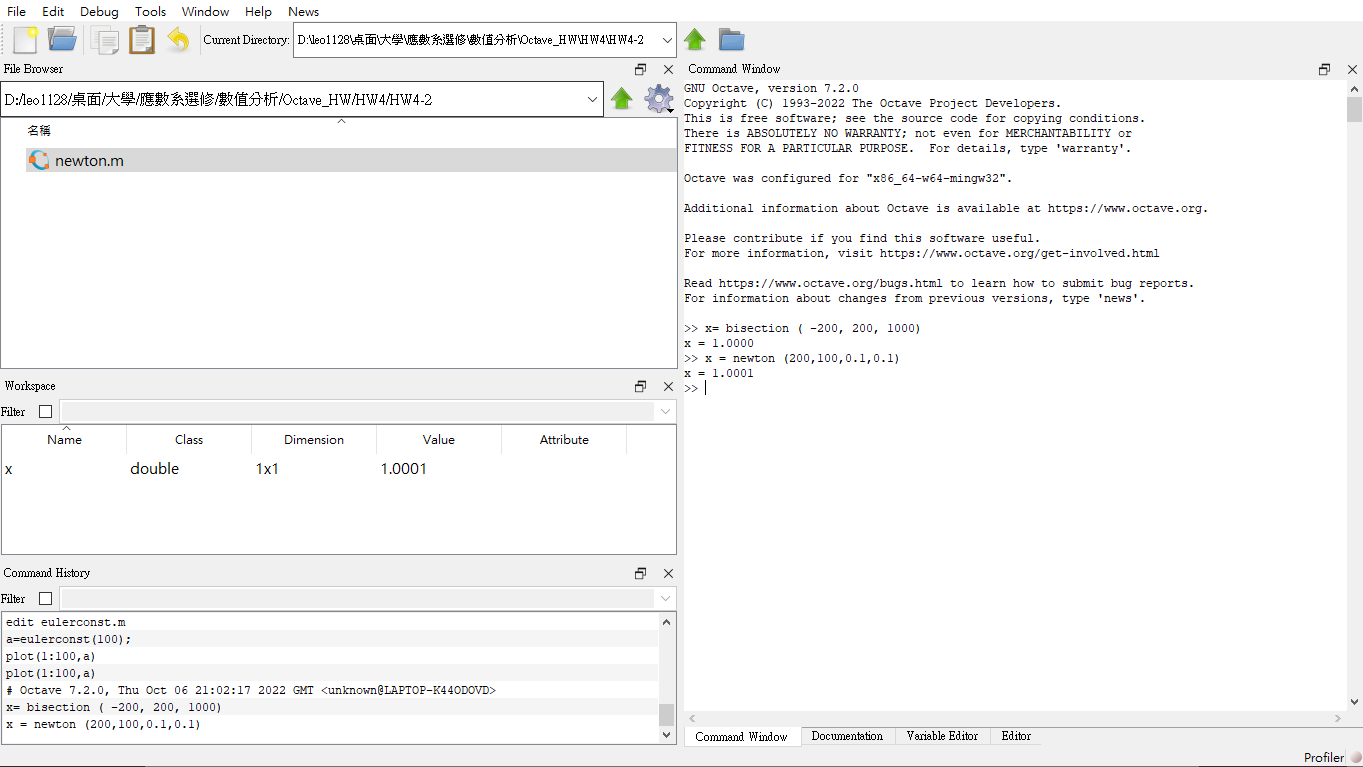 File Edit Debug Tools Window Help News
Current Directory: D:\leo1128\桌面\大學\應數系選修\數值分析\Octave_HW\HW4\HW4-2
File Browser
D:/leo1128/桌面/大學/應數系選修/數值分析/Octave_HW/HW4/HW4-2
名稱
newton.m
Workspace
Filter
Name Class Dimension Value Attribute
x double 1x1 1.0001
Command History
Filter
edit eulerconst.m
a=eulerconst(100);
plot(1:100,a)
plot(1:100,a)
# Octave 7.2.0, Thu Oct 06 21:02:17 2022 GMT <unknown@LAPTOP-K44ODOVD>
x= bisection ( -200, 200, 1000)
x = newton (200,100,0.1,0.1)
Command Window
GNU Octave, version 7.2.0
Copyright (C) 1993-2022 The Octave Project Developers.
This is free software; see the source code for copying conditions.
There is ABSOLUTELY NO WARRANTY; not even for MERCHANTABILITY or
FITNESS FOR A PARTICULAR PURPOSE.  For details, type 'warranty'.
Octave was configured for "x86_64-w64-mingw32".
Additional information about Octave is available at https://www.octave.org.
Please contribute if you find this software useful.
For more information, visit https://www.octave.org/get-involved.html
Read https://www.octave.org/bugs.html to learn how to submit bug reports.
For information about changes from previous versions, type 'news'.
>> x= bisection ( -200, 200, 1000)
x = 1.0000
>> x = newton (200,100,0.1,0.1)
x = 1.0001
>>
Command Window Documentation Variable Editor Editor
Profiler